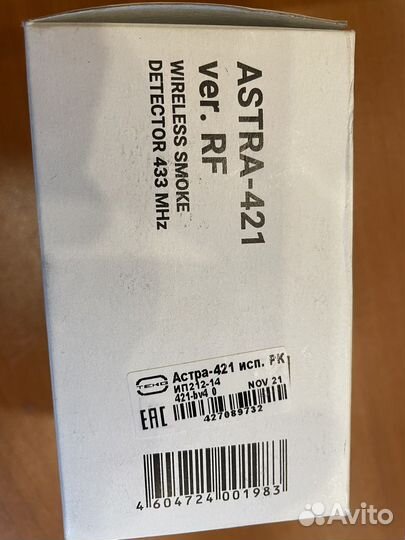 ASTRA-421
ver. RF
WIRELESS SMOKE
DETECTOR 433 MHz
ТЕКО
Астра-421 исп. РК
ИП212-14
421-bv4 0
NOV 21
EAC
427089732
4 604724 001983
Avito